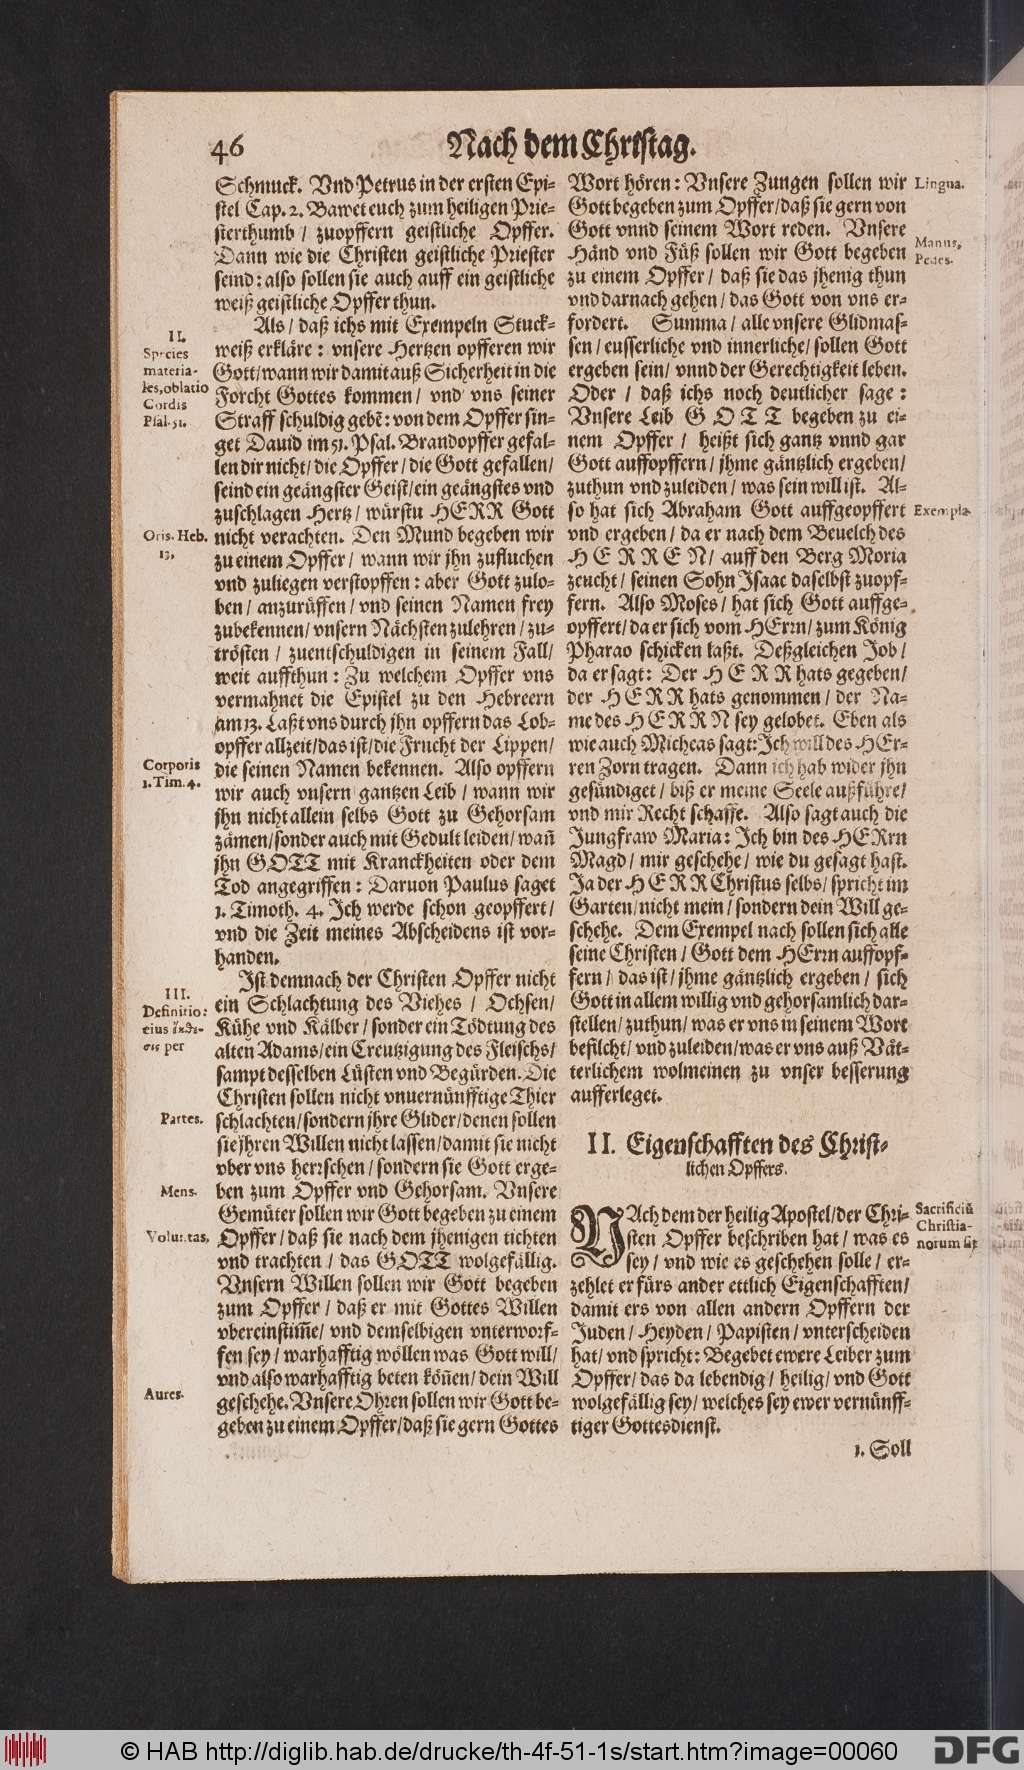 46
Nach dem Christag.
Schmuck. Vnd Petrus in der ersten Epi-
stel Cap. 2. Bawet euch zum heiligen Prie-
sterthumb / zuopffern geistliche Opffer.
Dann wie die Christen geistliche Priester
seind: also sollen sie auch auff ein geistliche
weiß geistliche Opffer thun.
II.
Species
materia-
les, oblatio
Cordis
Psal. 51.
Als / daß ichs mit Exempeln Stuck-
weiß erkläre: vnsere Hertzen opfferen wir
Gott / wann wir damit auß Sicherheit in die
Forcht Gottes kommen / vnd vns seiner
Straff schuldig gebē: von dem Opffer sin-
get Dauid im 51. Psal. Brandopffer gefal-
len dir nicht / die Opffer / die Gott gefallen /
seind ein geängster Geist / ein geängstes vnd
zuschlagen Hertz / würstu HERR Gott
Oris. Heb.
13.
nicht verachten. Den Mund begeben wir
zu einem Opffer / wann wir jhn zufluchen
vnd zuliegen verstopffen: aber Gott zulo-
ben / anzurüffen / vnd seinen Namen frey
zubekennen / vnsern Nächsten zulehren / zu-
trösten / zuentschuldigen in seinem Fall /
weit auffthun: Zu welchem Opffer vns
vermahnet die Epistel zu den Hebreern
am 13. Laßt vns durch jhn opffern das Lob-
opffer allzeit / das ist / die Frucht der Lippen /
Corporis
1. Tim. 4.
die seinen Namen bekennen. Also opffern
wir auch vnsern gantzen Leib / wann wir
jhn nicht allein selbs Gott zu Gehorsam
zämen / sonder auch mit Gedult leiden / wañ
jhn GOTT mit Kranckheiten oder dem
Tod angegriffen: Daruon Paulus saget
1. Timoth. 4. Ich werde schon geopffert /
vnd die Zeit meines Abscheidens ist vor-
handen.
III.
Definitio:
eius
per
Ist demnach der Christen Opffer nicht
ein Schlachtung des Viehes / Ochsen /
Kühe vnd Kälber / sonder ein Tödtung des
alten Adams / ein Creutzigung des Fleischs /
sampt desselben Lüsten vnd Begürden. Die
Christen sollen nicht vnuernünfftige Thier
Partes.
schlachten / sondern jhre Glider / denen sollen
sie jhren Willen nicht lassen / damit sie nicht
vber vns herrschen / sondern sie Gott erge-
Mens.
ben zum Opffer vnd Gehorsam. Vnsere
Gemüter sollen wir Gott begeben zu einem
Voluntas.
Opffer / daß sie nach dem jhenigen tichten
vnd trachten / das GOTT wolgefällig.
Vnsern Willen sollen wir Gott begeben
zum Opffer / daß er mit Gottes Willen
vbereinstim̃e / vnd demselbigen vnterworf-
fen sey / warhafftig wöllen was Gott will /
vnd also warhafftig beten köñen / dein Will
Aures.
geschehe. Vnsere Ohren sollen wir Gott be-
geben zu einem Opffer / daß sie gern Gottes
Wort hören: Vnsere Zungen sollen wir
Lingua.
Gott begeben zum Opffer / daß sie gern von
Gott vnnd seinem Wort reden. Vnsere
Manus,
Pedes.
Händ vnd Füß sollen wir Gott begeben
zu einem Opffer / daß sie das jhenig thun
vnd darnach gehen / das Gott von vns er-
fordert. Summa / alle vnsere Glidmas-
sen / eusserliche vnd innerliche / sollen Gott
ergeben sein / vnnd der Gerechtigkeit leben.
Oder / daß ichs noch deutlicher sage:
Vnsere Leib GOTT begeben zu ei-
nem Opffer / heißt sich gantz vnnd gar
Gott auffopffern / jhme gäntzlich ergeben /
zuthun vnd zuleiden / was sein will ist. Al-
so hat sich Abraham Gott auffgeopffert
Exempla.
vnd ergeben / da er nach dem Beuelch des
HERREN / auff den Berg Moria
zeucht / seinen Sohn Isaac daselbst zuopf-
fern. Also Moses / hat sich Gott auffge-
opffert / da er sich vom HErrn / zum König
Pharao schicken laßt. Deßgleichen Job /
da er sagt: Der HERR hats gegeben /
der HERR hats genommen / der Na-
me des HERRN sey gelobet. Eben als
wie auch Micheas sagt: Ich will des HEr-
ren Zorn tragen. Dann ich hab wider jhn
gesündiget / biß er meine Seele außführe /
vnd mir Recht schaffe. Also sagt auch die
Jungfraw Maria: Ich bin des HERrn
Magd / mir geschehe / wie du gesagt hast.
Ja der HERR Christus selbs / spricht im
Garten / nicht mein / sondern dein Will ge-
schehe. Dem Exempel nach sollen sich alle
seine Christen / Gott dem HErrn auffopf-
fern / das ist / jhme gäntzlich ergeben / sich
Gott in allem willig vnd gehorsamlich dar-
stellen / zuthun / was er vns in seinem Wort
befilcht / vnd zuleiden / was er vns auß Vät-
terlichem wolmeinen zu vnser besserung
aufferleget.
II. Eigenschafften des Christ-
lichen Opffers.
NAch dem der heilig Apostel / der Chri-
sten Opffer beschriben hat / was es
sey / vnd wie es geschehen solle / er-
Sacrificiū
Christia-
norum sit
zehlet er fürs ander ettlich Eigenschafften /
damit ers von allen andern Opffern der
Juden / Heyden / Papisten / vnterscheiden
hat / vnd spricht: Begebet ewere Leiber zum
Opffer / das da lebendig / heilig / vnd Gott
wolgefällig sey / welches sey ewer vernünff-
tiger Gottesdienst.
1. Soll
© HAB http://diglib.hab.de/drucke/th-4f-51-1s/start.htm?image=00060
DFG